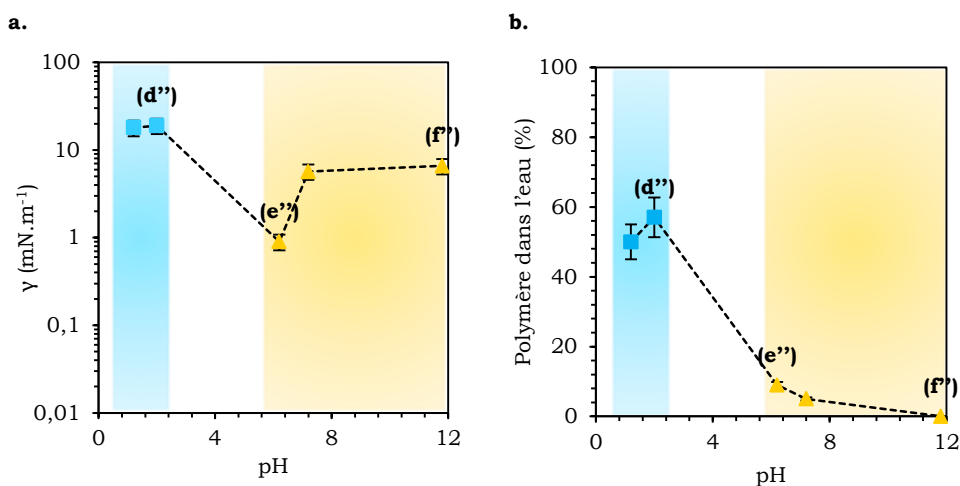 a.
100
10
1
0,1
0,01
γ (mN.m⁻¹)
(d’’)
(e’’)
(f’’)
0
4
8
12
pH
b.
100
80
60
40
20
0
Polymère dans l’eau (%)
(d’’)
(e’’)
(f’’)
0
4
8
12
pH